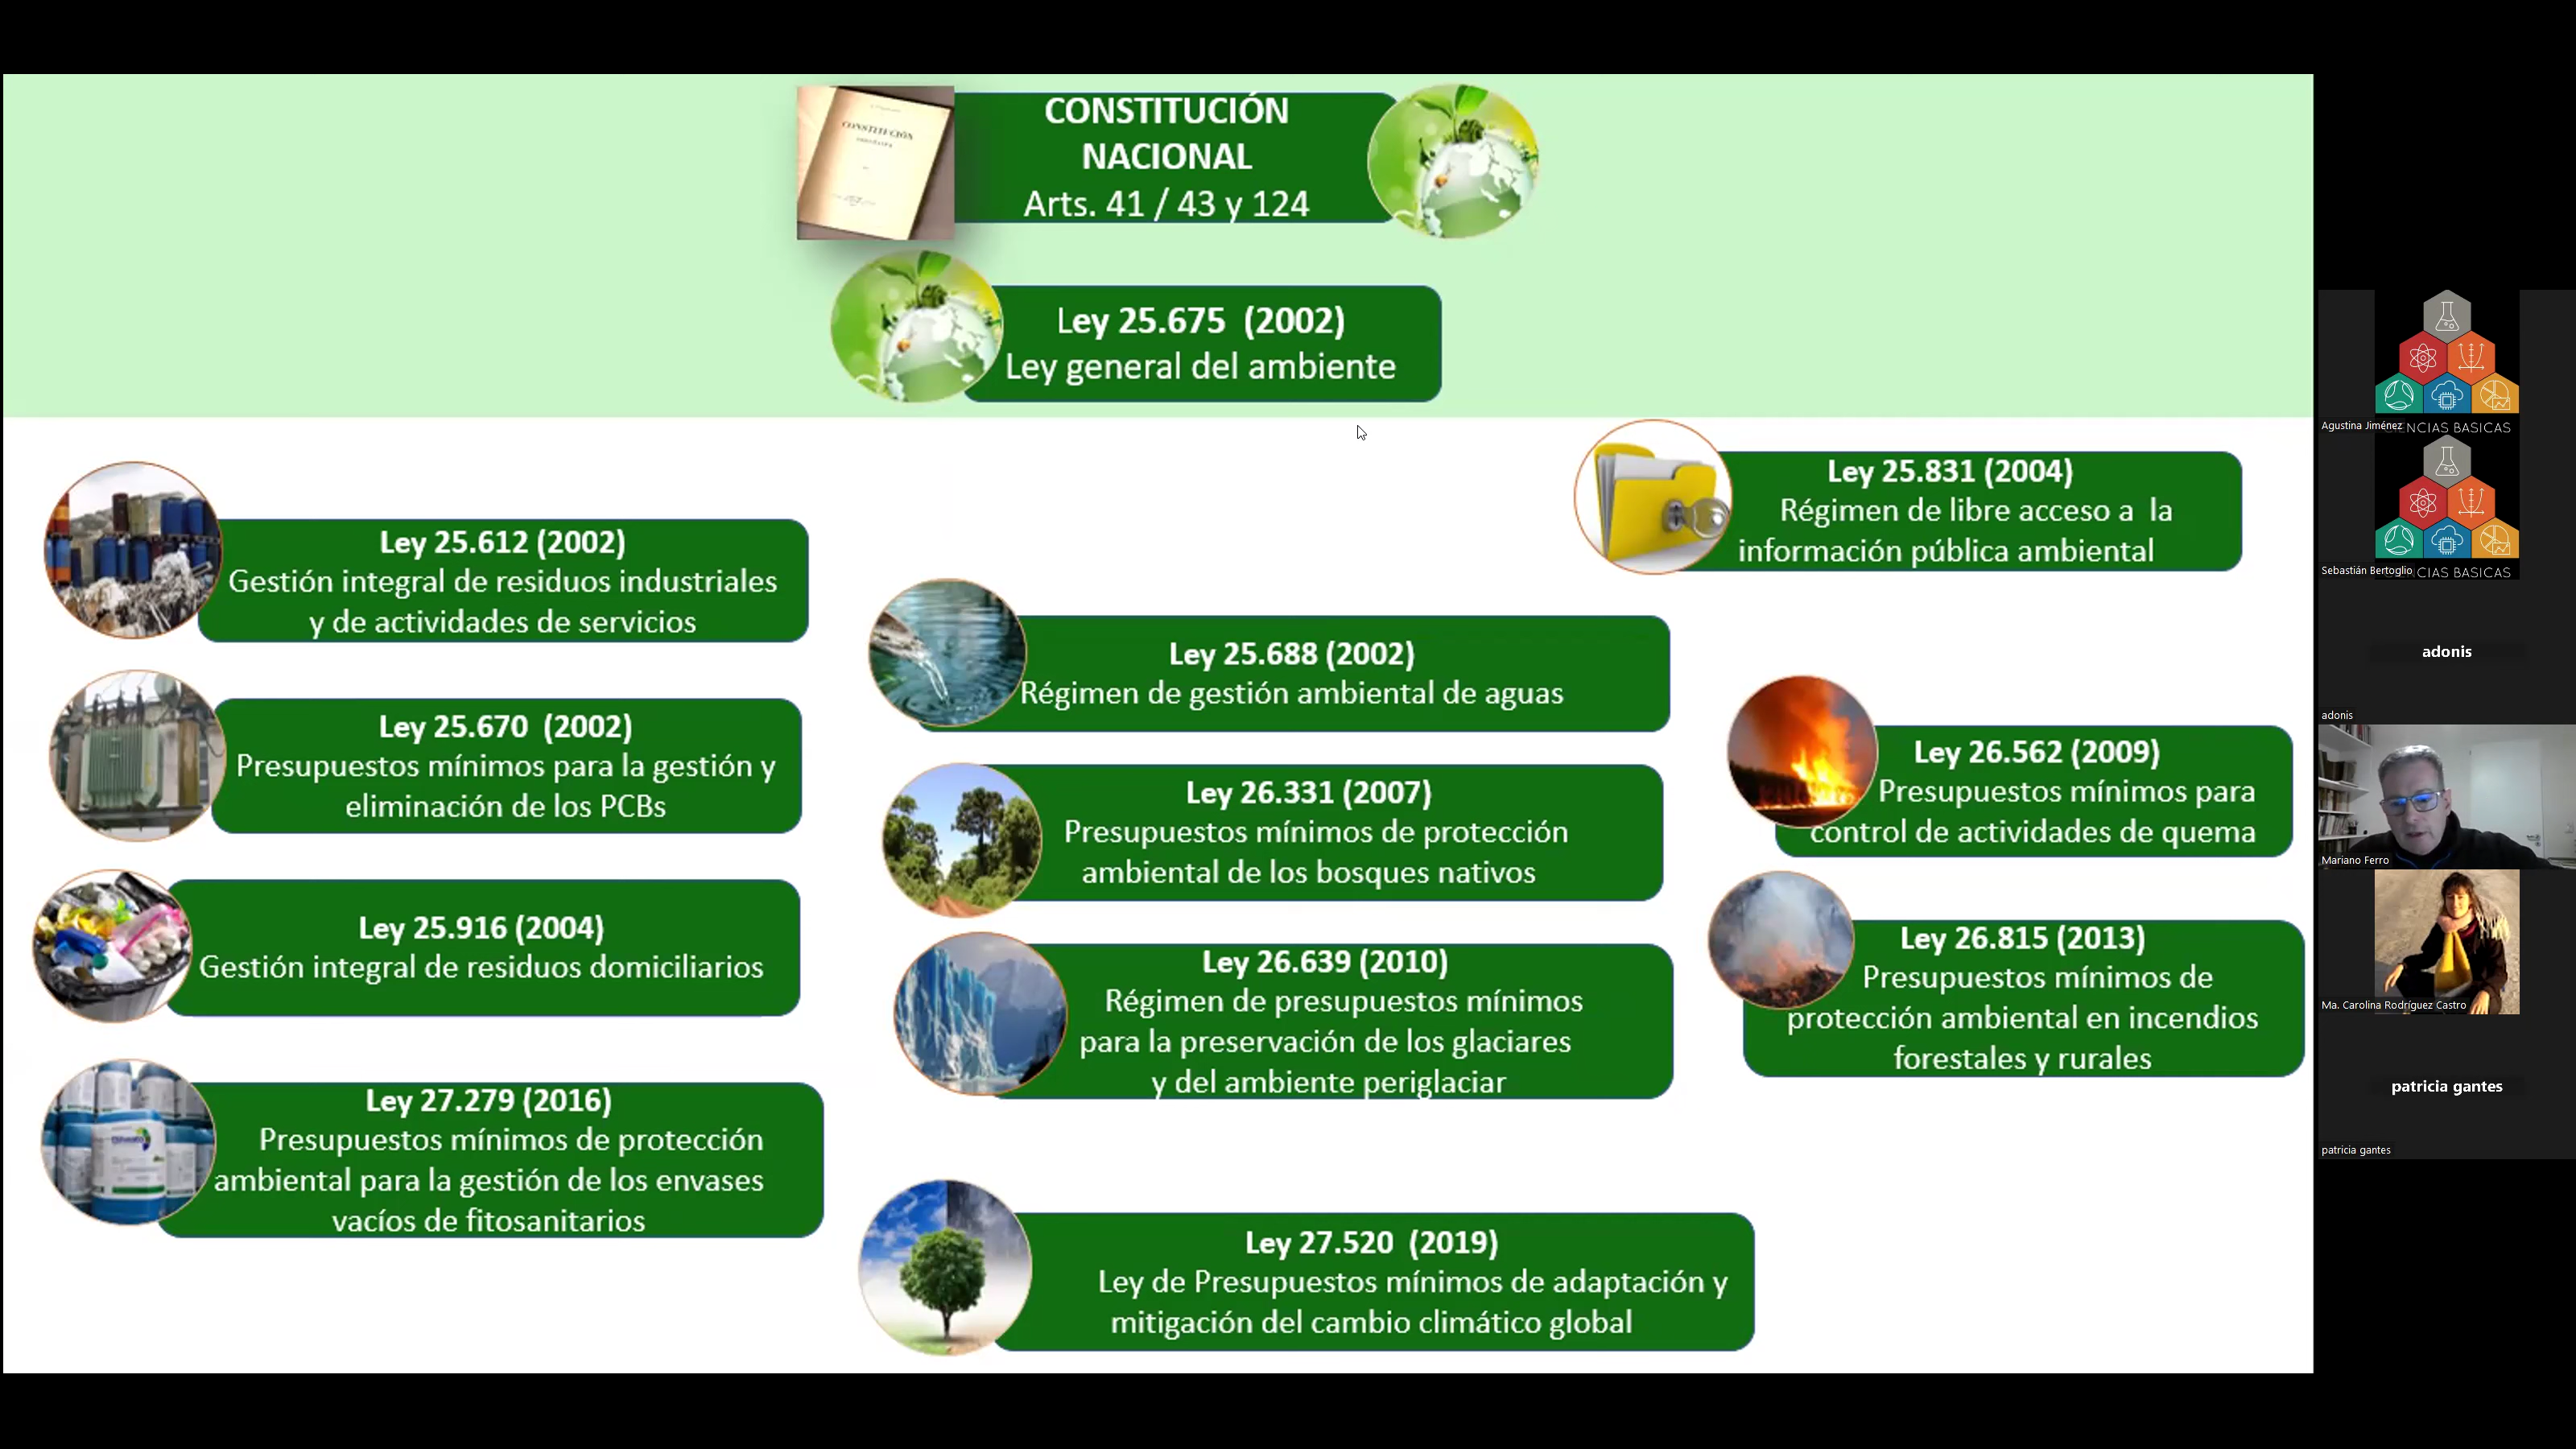 CONSTITUCIÓN
NACIONAL
Arts. 41 / 43 y 124
CONSTITUCIÓN
Ley 25.675 (2002)
Ley general del ambiente
Ley 25.612 (2002)
Gestión integral de residuos industriales
y de actividades de servicios
Ley 25.670 (2002)
Presupuestos mínimos para la gestión y
eliminación de los PCBs
Ley 25.916 (2004)
Gestión integral de residuos domiciliarios
Ley 27.279 (2016)
Presupuestos mínimos de protección
ambiental para la gestión de los envases
vacíos de fitosanitarios
Ley 25.688 (2002)
Régimen de gestión ambiental de aguas
Ley 26.331 (2007)
Presupuestos mínimos de protección
ambiental de los bosques nativos
Ley 26.639 (2010)
Régimen de presupuestos mínimos
para la preservación de los glaciares
y del ambiente periglaciar
Ley 27.520 (2019)
Ley de Presupuestos mínimos de adaptación y
mitigación del cambio climático global
Ley 25.831 (2004)
Régimen de libre acceso a la
información pública ambiental
Ley 26.562 (2009)
Presupuestos mínimos para
control de actividades de quema
Ley 26.815 (2013)
Presupuestos mínimos de
protección ambiental en incendios
forestales y rurales
Agustina Jiménez
NCIAS BASICAS
Sebastián Bertoglio
NCIAS BASICAS
adonis
adonis
Mariano Ferro
Ma. Carolina Rodríguez Castro
patricia gantes
patricia gantes